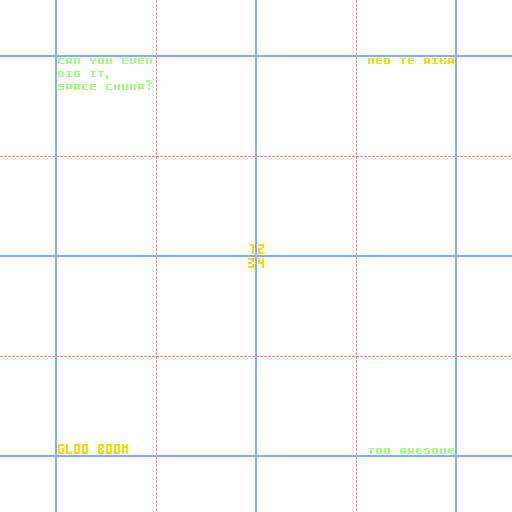 CAN YOU EVEN
DIG IT,
SPACE CHUMP?
NEO TE AIKA
12
34
GLOO BOOM
TOO AWESOME